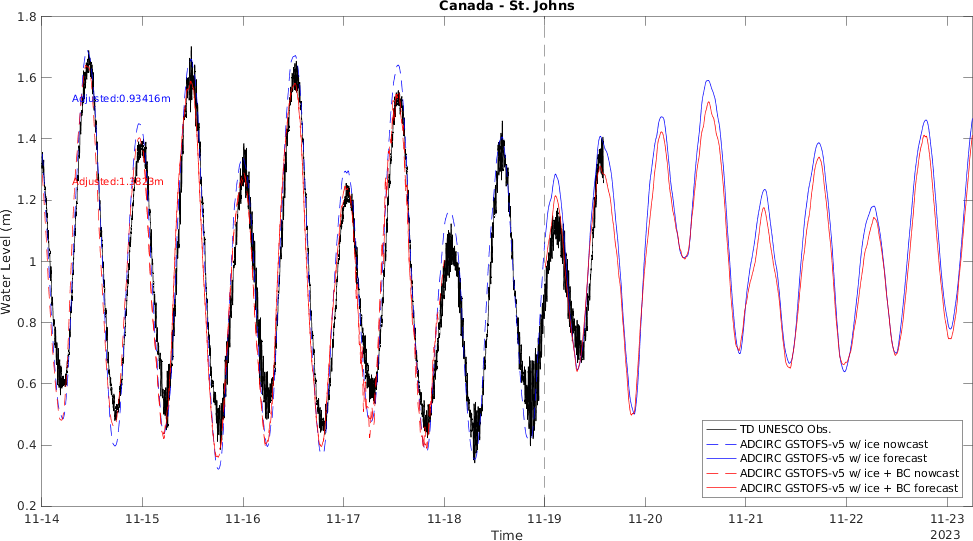 Canada - St. Johns
1.8
1.6
1.4
1.2
1
0.8
0.6
0.4
0.2
Water Level (m)
Adjusted:0.93416m
TD UNESCO Obs.
ADCIRC GSTOFS-v5 w/ ice nowcast
ADCIRC GSTOFS-v5 w/ ice forecast
ADCIRC GSTOFS-v5 w/ ice + BC nowcast
ADCIRC GSTOFS-v5 w/ ice + BC forecast
11-14
11-15
11-16
11-17
11-18
11-19
11-20
11-21
11-22
11-23
2023
Time